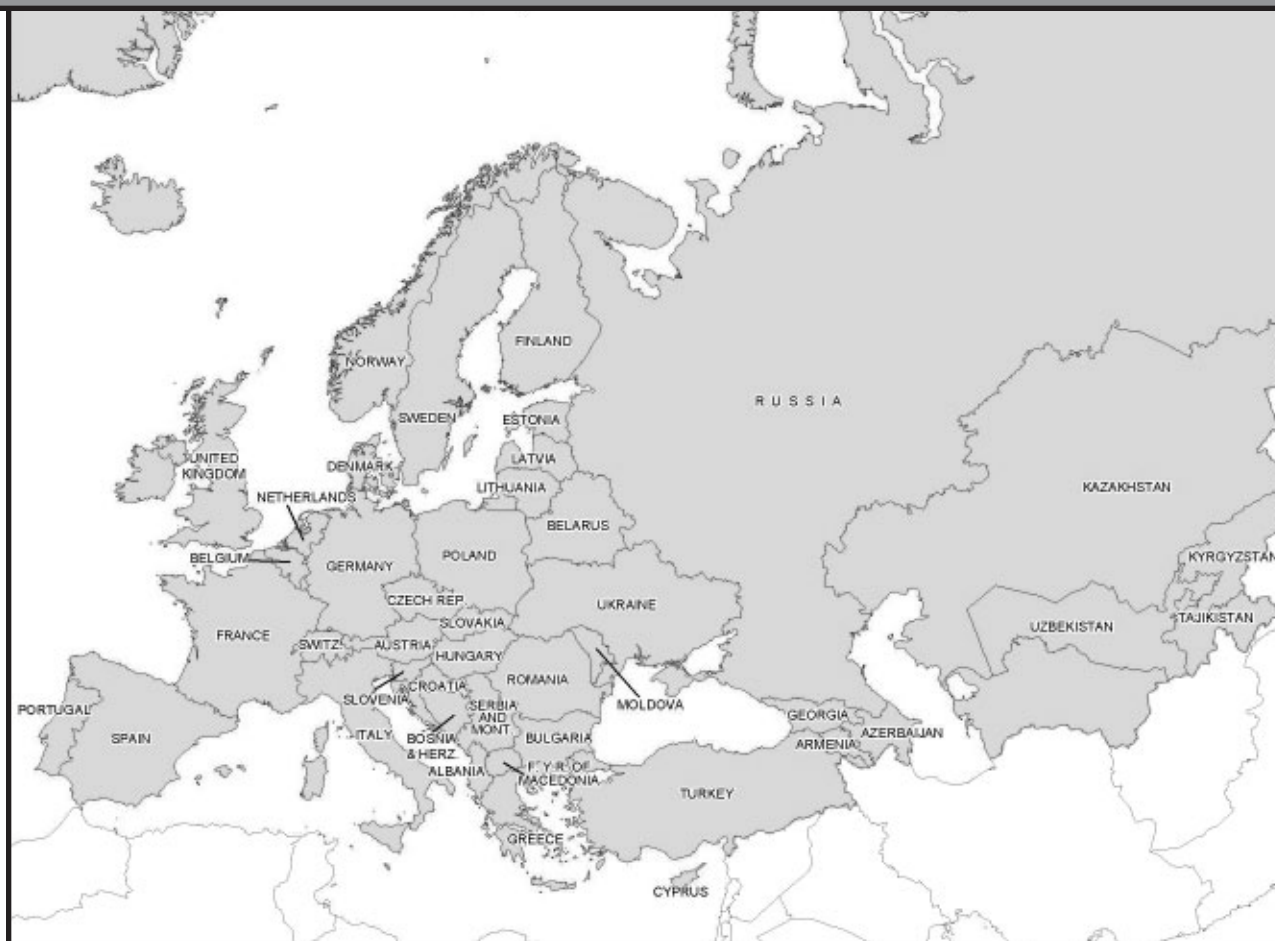 FINLAND
NORWAY
RUSSIA
SWEDEN
ESTONIA
UNITED
KINGDOM
DENMARK
LATVIA
LITHUANIA
KAZAKHSTAN
NETHERLANDS
BELARUS
BELGIUM
GERMANY
POLAND
KYRGYZSTAN
CZECH REP.
UKRAINE
SLOVAKIA
TAJIKISTAN
UZBEKISTAN
FRANCE
SWITZ.
AUSTRIA
HUNGARY
ROMANIA
CROATIA
SLOVENIA
MOLDOVA
SERBIA
AND
MONT
PORTUGAL
SPAIN
ITALY
BOSNIA
& HERZ.
BULGARIA
GEORGIA
AZERBAIJAN
ARMENIA
ALBANIA
F. Y. R. OF
MACEDONIA
TURKEY
GREECE
CYPRUS